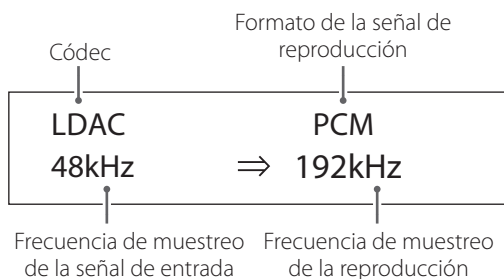 Códec
Formato de la señal de
reproducción
LDAC
PCM
48kHz ⇒ 192kHz
Frecuencia de muestreo
de la señal de entrada
Frecuencia de muestreo
de la reproducción